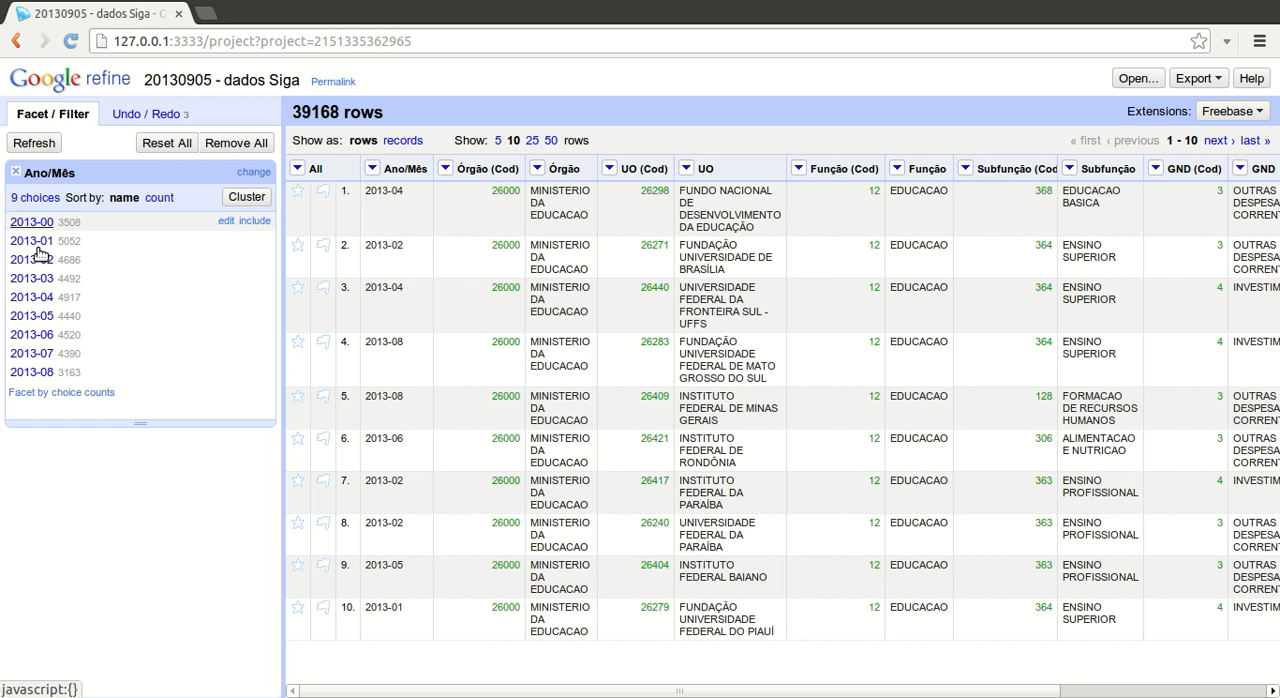 20130905 - dados Siga - G
127.0.0.1:3333/project?project=2151335362965
Google refine 20130905 - dados Siga Permalink Open... Export Help
Facet / Filter Undo / Redo 3
39168 rows Extensions: Freebase
Refresh Reset All Remove All
Show as: rows records Show: 5 10 25 50 rows « first ‹ previous 1 - 10 next › last »
Ano/Mês change
9 choices Sort by: name count Cluster
2013-00 3508 edit include
2013-01 5052
4686
2013-03 4492
2013-04 4917
2013-05 4440
2013-06 4520
2013-07 4390
2013-08 3163
Facet by choice counts
All Ano/Mês Órgão (Cod) Órgão UO (Cod) UO Função (Cod) Função Subfunção (Cod Subfunção GND (Cod) GND
1. 2013-04 26000 MINISTERIO 26298 FUNDO NACIONAL 12 EDUCACAO 368 EDUCACAO 3 OUTRAS
DA DE BASICA DESPESA
EDUCACAO DESENVOLVIMENTO CORRENT
DA EDUCAÇÃO
2. 2013-02 26000 MINISTERIO 26271 FUNDAÇÃO 12 EDUCACAO 364 ENSINO 3 OUTRAS
DA UNIVERSIDADE DE SUPERIOR DESPESA
EDUCACAO BRASÍLIA CORRENT
3. 2013-04 26000 MINISTERIO 26440 UNIVERSIDADE 12 EDUCACAO 364 ENSINO 4 INVESTIM
DA FEDERAL DA SUPERIOR
EDUCACAO FRONTEIRA SUL -
UFFS
4. 2013-08 26000 MINISTERIO 26283 FUNDAÇÃO 12 EDUCACAO 364 ENSINO 4 INVESTIM
DA UNIVERSIDADE SUPERIOR
EDUCACAO FEDERAL DE MATO
GROSSO DO SUL
5. 2013-08 26000 MINISTERIO 26409 INSTITUTO 12 EDUCACAO 128 FORMACAO 3 OUTRAS
DA FEDERAL DE MINAS DE RECURSOS DESPESA
EDUCACAO GERAIS HUMANOS CORRENT
6. 2013-06 26000 MINISTERIO 26421 INSTITUTO 12 EDUCACAO 306 ALIMENTACAO 3 OUTRAS
DA FEDERAL DE E NUTRICAO DESPESA
EDUCACAO RONDÔNIA CORRENT
7. 2013-02 26000 MINISTERIO 26417 INSTITUTO 12 EDUCACAO 363 ENSINO 4 INVESTIM
DA FEDERAL DA PROFISSIONAL
EDUCACAO PARAÍBA
8. 2013-02 26000 MINISTERIO 26240 UNIVERSIDADE 12 EDUCACAO 363 ENSINO 3 OUTRAS
DA FEDERAL DA PROFISSIONAL DESPESA
EDUCACAO PARAÍBA CORRENT
9. 2013-05 26000 MINISTERIO 26404 INSTITUTO 12 EDUCACAO 363 ENSINO 3 OUTRAS
DA FEDERAL BAIANO PROFISSIONAL DESPESA
EDUCACAO CORRENT
10. 2013-01 26000 MINISTERIO 26279 FUNDAÇÃO 12 EDUCACAO 364 ENSINO 4 INVESTIM
DA UNIVERSIDADE SUPERIOR
EDUCACAO FEDERAL DO PIAUÍ
javascript:{}